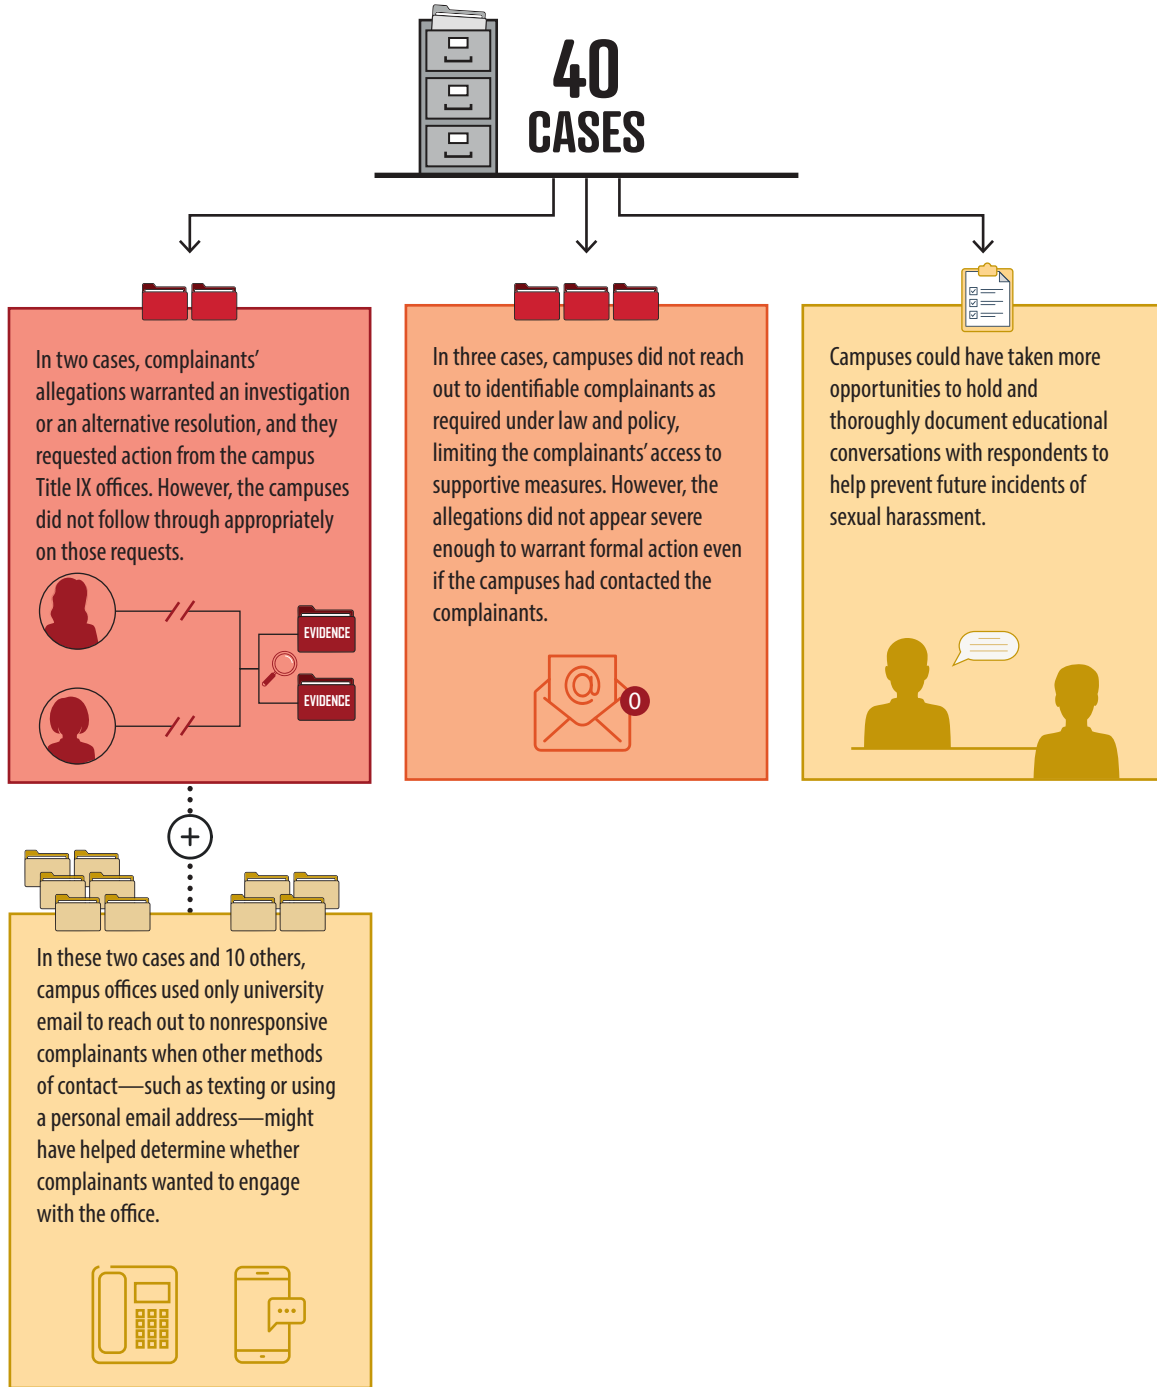 40
CASES
In two cases, complainants’
allegations warranted an investigation
or an alternative resolution, and they
requested action from the campus
Title IX offices. However, the campuses
did not follow through appropriately
on those requests.
EVIDENCE
EVIDENCE
In three cases, campuses did not reach
out to identifiable complainants as
required under law and policy,
limiting the complainants’ access to
supportive measures. However, the
allegations did not appear severe
enough to warrant formal action even
if the campuses had contacted the
complainants.
@
0
Campuses could have taken more
opportunities to hold and
thoroughly document educational
conversations with respondents to
help prevent future incidents of
sexual harassment.
+
In these two cases and 10 others,
campus offices used only university
email to reach out to nonresponsive
complainants when other methods
of contact—such as texting or using
a personal email address—might
have helped determine whether
complainants wanted to engage
with the office.